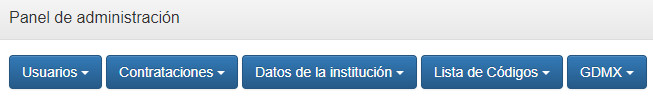 Panel de administración
Usuarios Contrataciones Datos de la institución Lista de Códigos GDMX